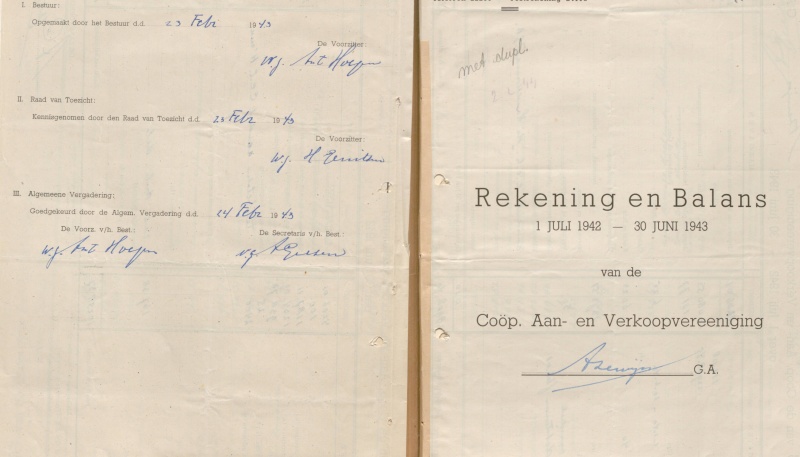 I. Bestuur:
Opgemaakt door het Bestuur d.d. 23 Febr 1943
De Voorzitter:
w.g. Ant
II. Raad van Toezicht:
Kennisgenomen door den Raad van Toezicht d.d. 23 Febr 1943
De Voorzitter:
w.g. H
III. Algemeene Vergadering:
Goedgekeurd door de Algem. Vergadering d.d. 24 Febr 1943
De Voorz. v/h. Best.:
De Secretaris v/h. Best.:
w.g. Ant
w.g.
met dupl.
Rekening en Balans
1 JULI 1942 — 30 JUNI 1943
van de
Coöp. Aan- en Verkoopvereeniging
Azewijn G.A.